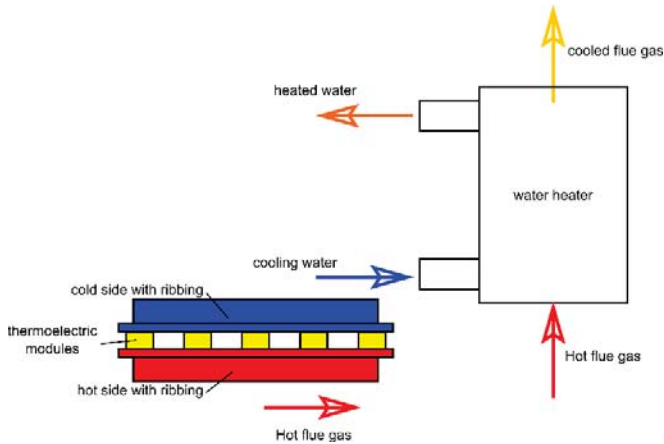 cooled flue gas
heated water
water heater
cooling water
cold side with ribbing
thermoelectric
modules
hot side with ribbing
Hot flue gas
Hot flue gas